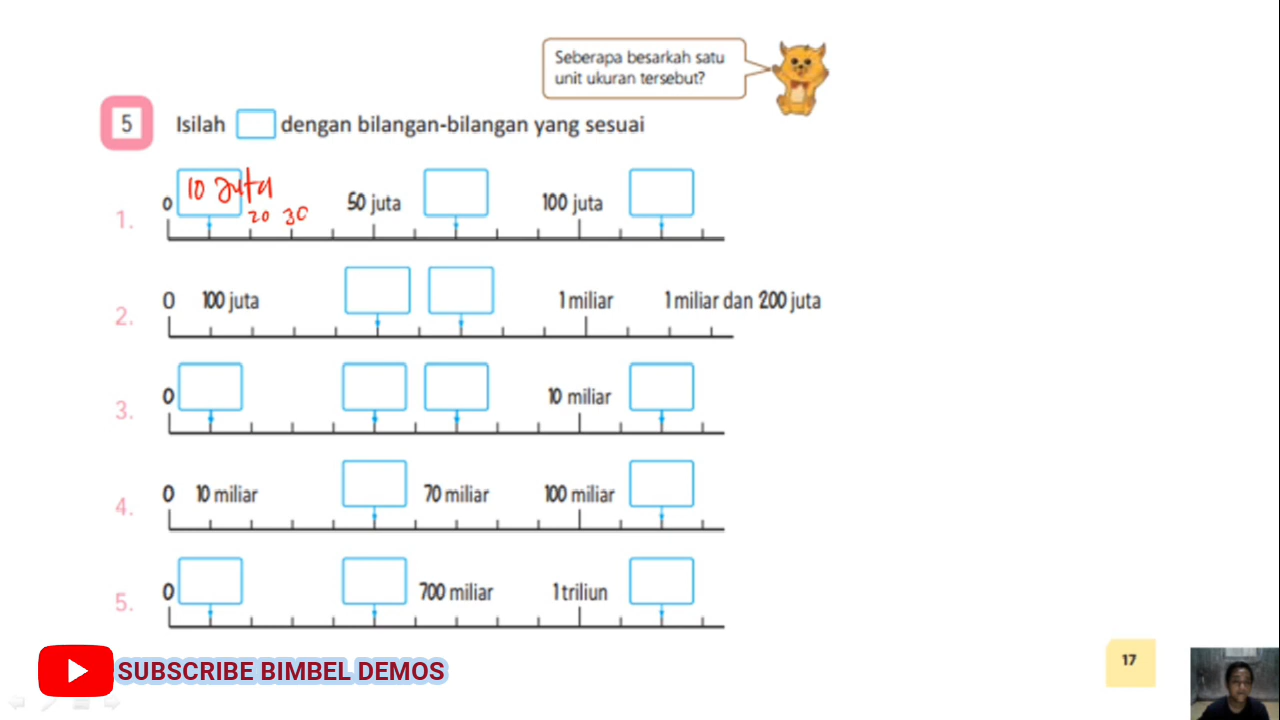 Seberapa besarkah satu
unit ukuran tersebut?
5 Isilah dengan bilangan-bilangan yang sesuai
1. 0 10 Juta 20 30 50 juta 100 juta
2. 0 100 juta 1 miliar 1 miliar dan 200 juta
3. 0 10 miliar
4. 0 10 miliar 70 miliar 100 miliar
5. 0 700 miliar 1 triliun
SUBSCRIBE BIMBEL DEMOS
17